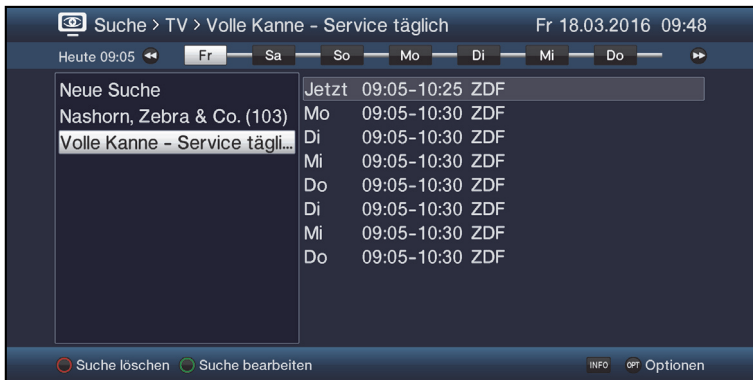 Suche > TV > Volle Kanne - Service täglich Fr 18.03.2016 09:48
Heute 09:05 Fr Sa So Mo Di Mi Do
Neue Suche
Nashorn, Zebra & Co. (103)
Volle Kanne - Service tägli...
Jetzt 09:05-10:25 ZDF
Mo 09:05-10:30 ZDF
Di 09:05-10:30 ZDF
Mi 09:05-10:30 ZDF
Do 09:05-10:30 ZDF
Di 09:05-10:30 ZDF
Mi 09:05-10:30 ZDF
Do 09:05-10:30 ZDF
Suche löschen Suche bearbeiten INFO OPT Optionen